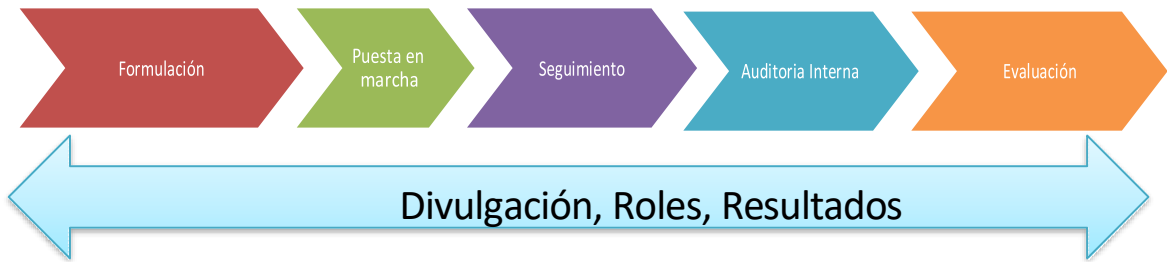 Formulación
Puesta en
marcha
Seguimiento
Auditoria Interna
Evaluación
Divulgación, Roles, Resultados